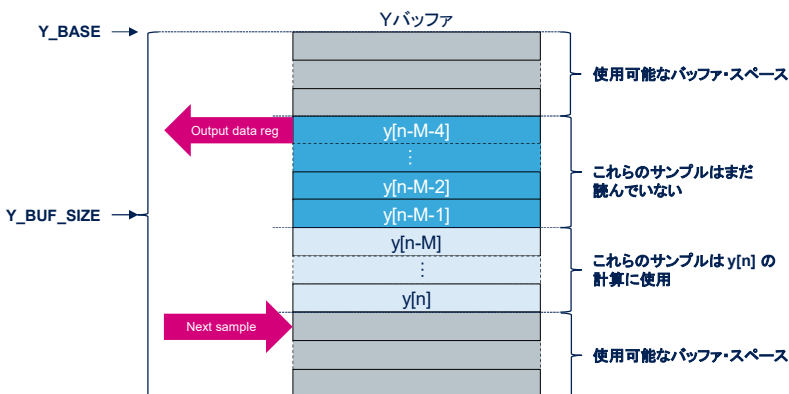 Yバッファ
Y_BASE
使用可能なバッファ・スペース
Output data reg
y[n-M-4]
⋮
y[n-M-2]
y[n-M-1]
これらのサンプルはまだ
読んでいない
Y_BUF_SIZE
y[n-M]
⋮
y[n]
これらのサンプルは y[n] の
計算に使用
Next sample
使用可能なバッファ・スペース